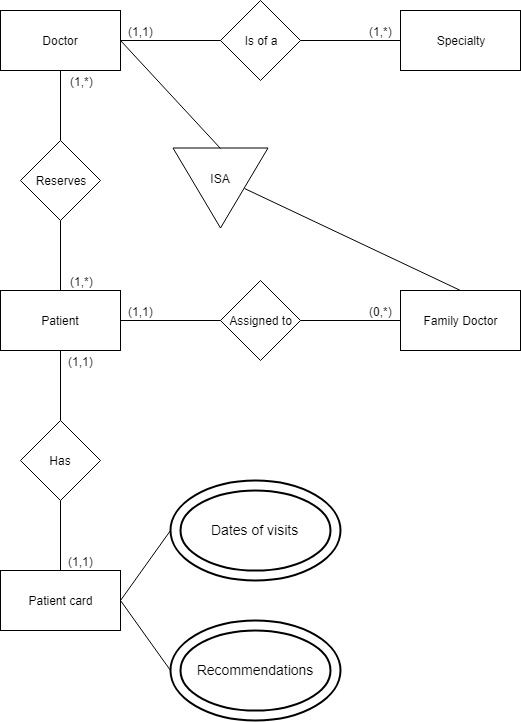 Doctor
(1,1)
Is of a
(1,*)
Specialty
(1,*)
Reserves
ISA
(1,*)
Patient
(1,1)
Assigned to
(0,*)
Family Doctor
(1,1)
Has
Dates of visits
(1,1)
Patient card
Recommendations